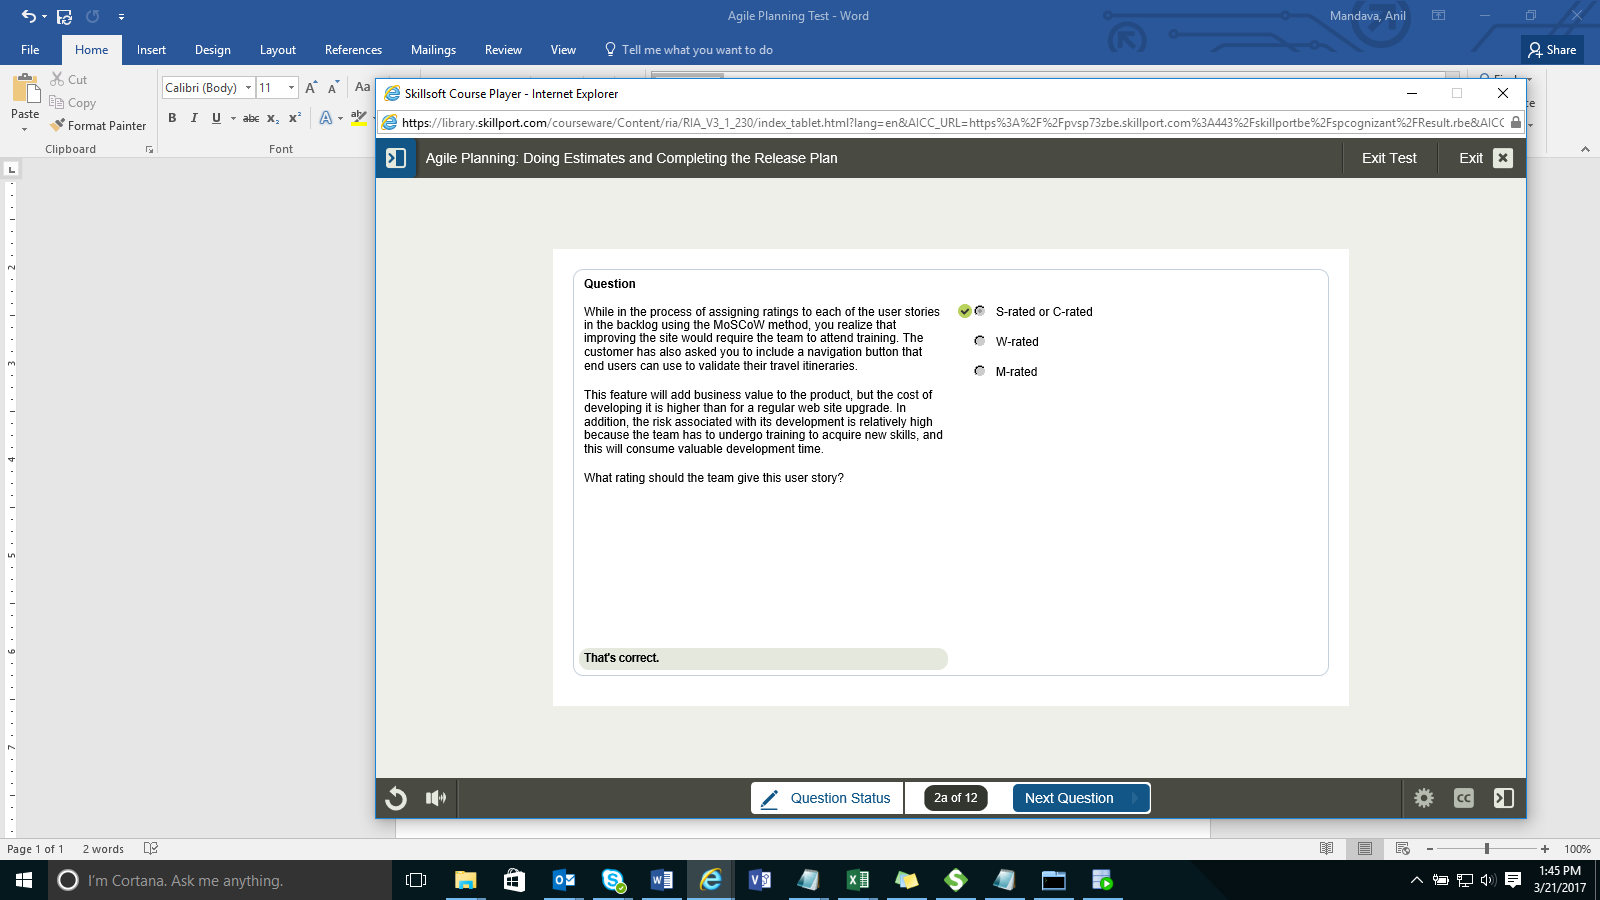 Agile Planning Test - Word
Mandava, Anil
File Home Insert Design Layout References Mailings Review View Tell me what you want to do
Share
Paste
Cut
Copy
Format Painter
Clipboard
Calibri (Body) 11
Font
Skillsoft Course Player - Internet Explorer
https://library.skillport.com/courseware/Content/ria/RIA_V3_1_230/index_tablet.html?lang=en&AICC_URL=https%3A%2F%2Fpvsp73zbe.skillport.com%3A443%2Fskillportbe%2Fspcognizant%2FResult.rbe&AICC
Agile Planning: Doing Estimates and Completing the Release Plan
Exit Test
Exit
Question
While in the process of assigning ratings to each of the user stories
in the backlog using the MoSCoW method, you realize that
improving the site would require the team to attend training. The
customer has also asked you to include a navigation button that
end users can use to validate their travel itineraries.
This feature will add business value to the product, but the cost of
developing it is higher than for a regular web site upgrade. In
addition, the risk associated with its development is relatively high
because the team has to undergo training to acquire new skills, and
this will consume valuable development time.
What rating should the team give this user story?
S-rated or C-rated
W-rated
M-rated
That's correct.
Question Status
2a of 12
Next Question
CC
Page 1 of 1
2 words
100%
I'm Cortana. Ask me anything.
1:45 PM
3/21/2017